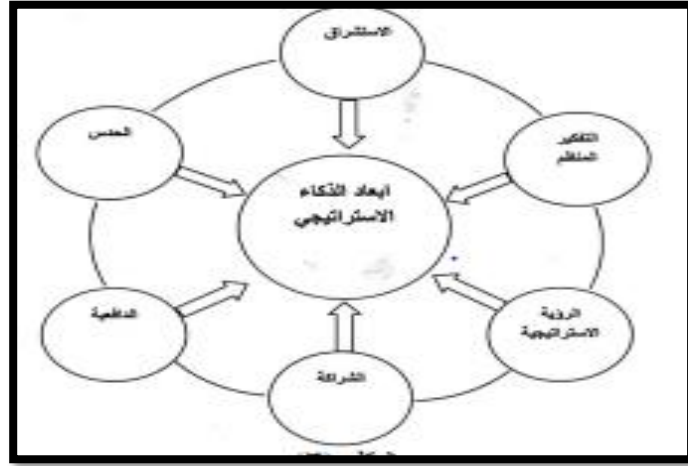 الاستشراق
التفكير
المنظم
الرؤية
الاستراتيجية
الشراكة
الدافعية
الحدس
ابعاد الذكاء
الاستراتيجي